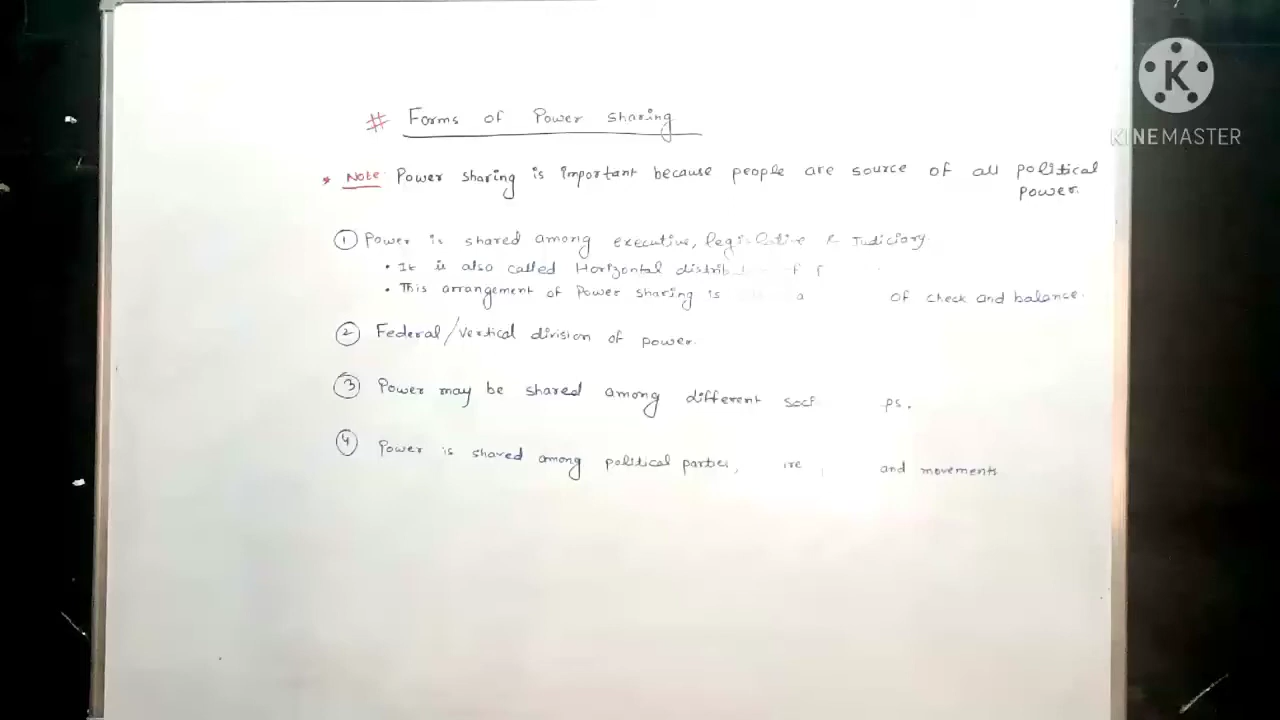 # Forms of Power sharing
* Note: Power sharing is important because people are source of all political
power.
① Power is shared among executive, legislative & Judiciary
• It is also called Horizontal
• This arrangement of Power sharing is of check and balance.
② Federal/vertical division of power.
③ Power may be shared among different
④ Power is shared among political parties, and movements
K
KINEMASTER